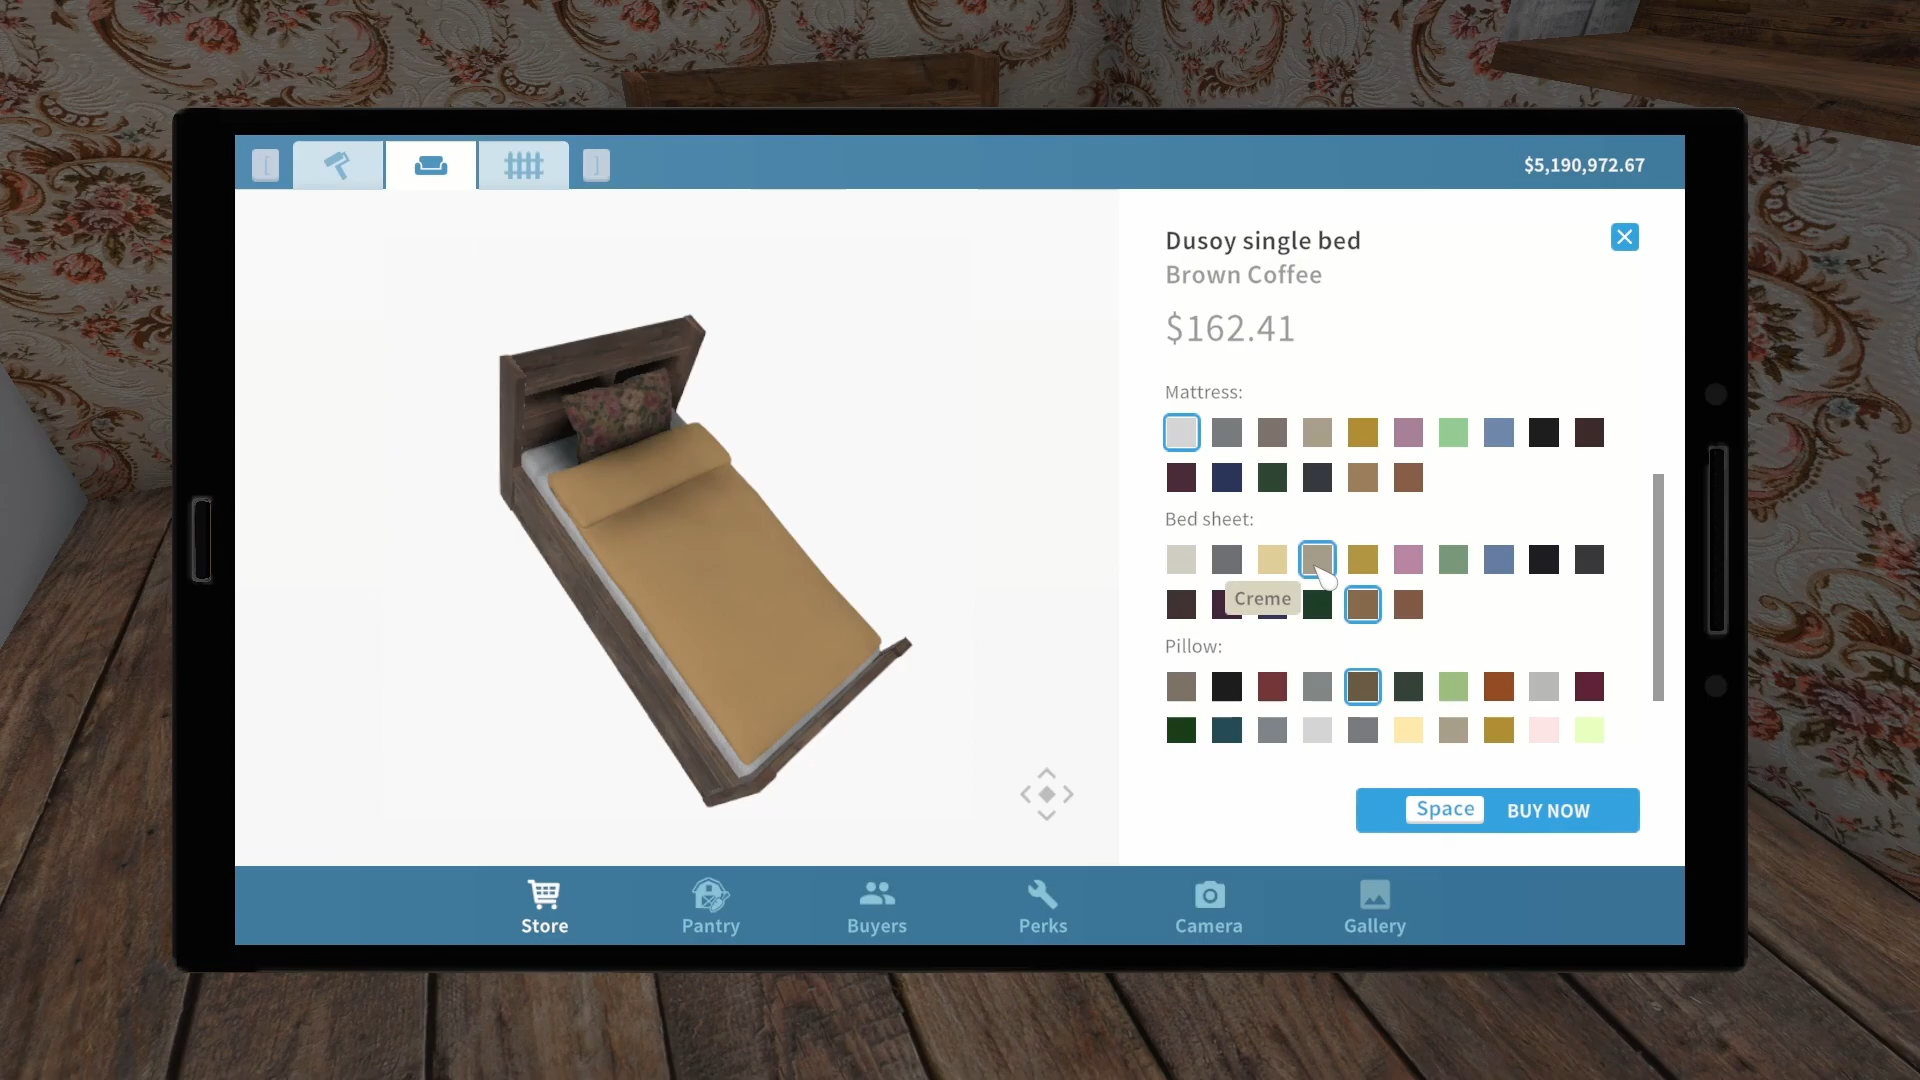 [
]
$5,190,972.67
Dusoy single bed
Brown Coffee
$162.41
Mattress:
Bed sheet:
Creme
Pillow:
Space BUY NOW
Store
Pantry
Buyers
Perks
Camera
Gallery